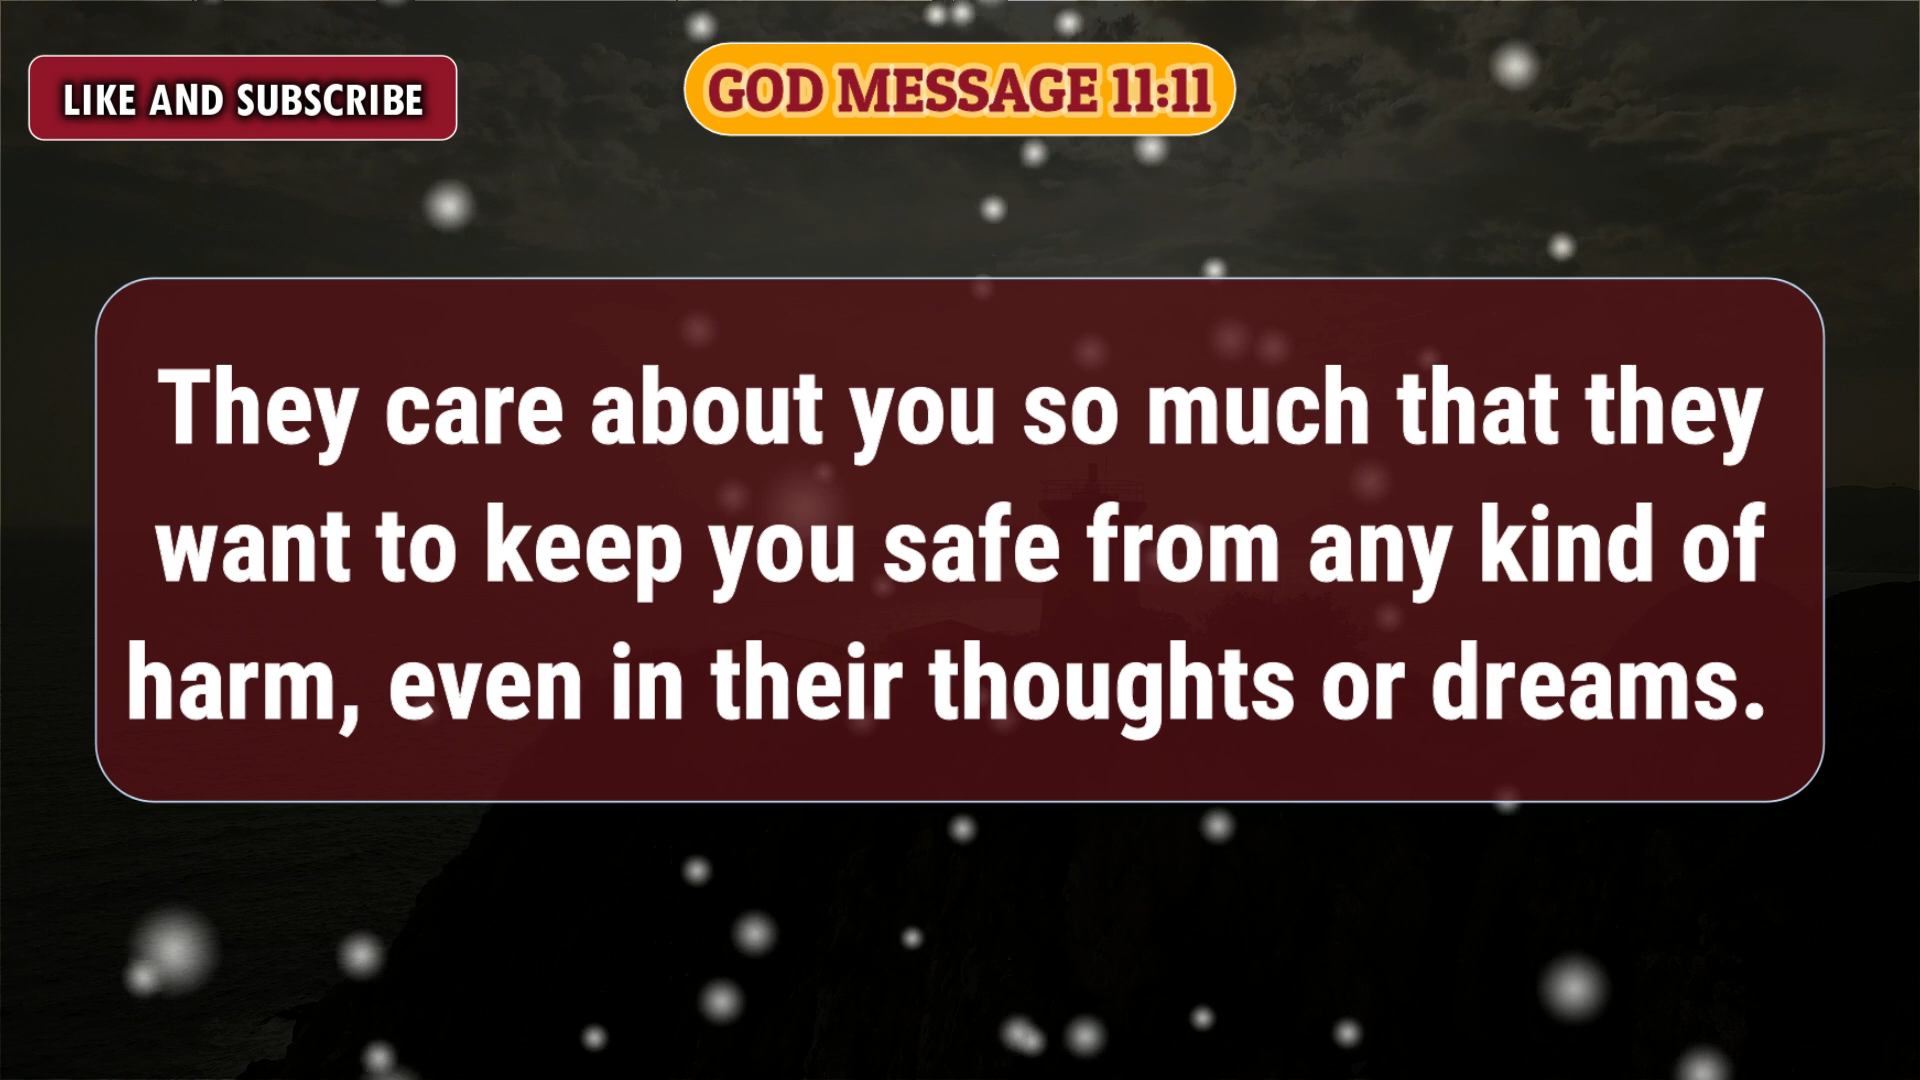 LIKE AND SUBSCRIBE
GOD MESSAGE 11:11
They care about you so much that they
want to keep you safe from any kind of
harm, even in their thoughts or dreams.